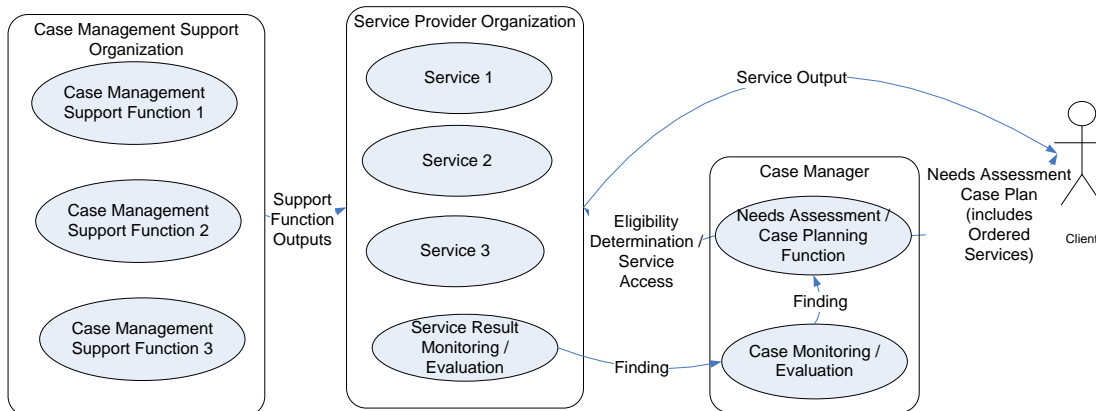 Case Management Support
Organization
Case Management
Support Function 1
Case Management
Support Function 2
Case Management
Support Function 3
Support
Function
Outputs
Service Provider Organization
Service 1
Service 2
Service 3
Service Result
Monitoring /
Evaluation
Service Output
Eligibility
Determination /
Service
Access
Finding
Case Manager
Needs Assessment /
Case Planning
Function
Finding
Case Monitoring /
Evaluation
Needs Assessment
Case Plan
(includes
Ordered
Services)
Client